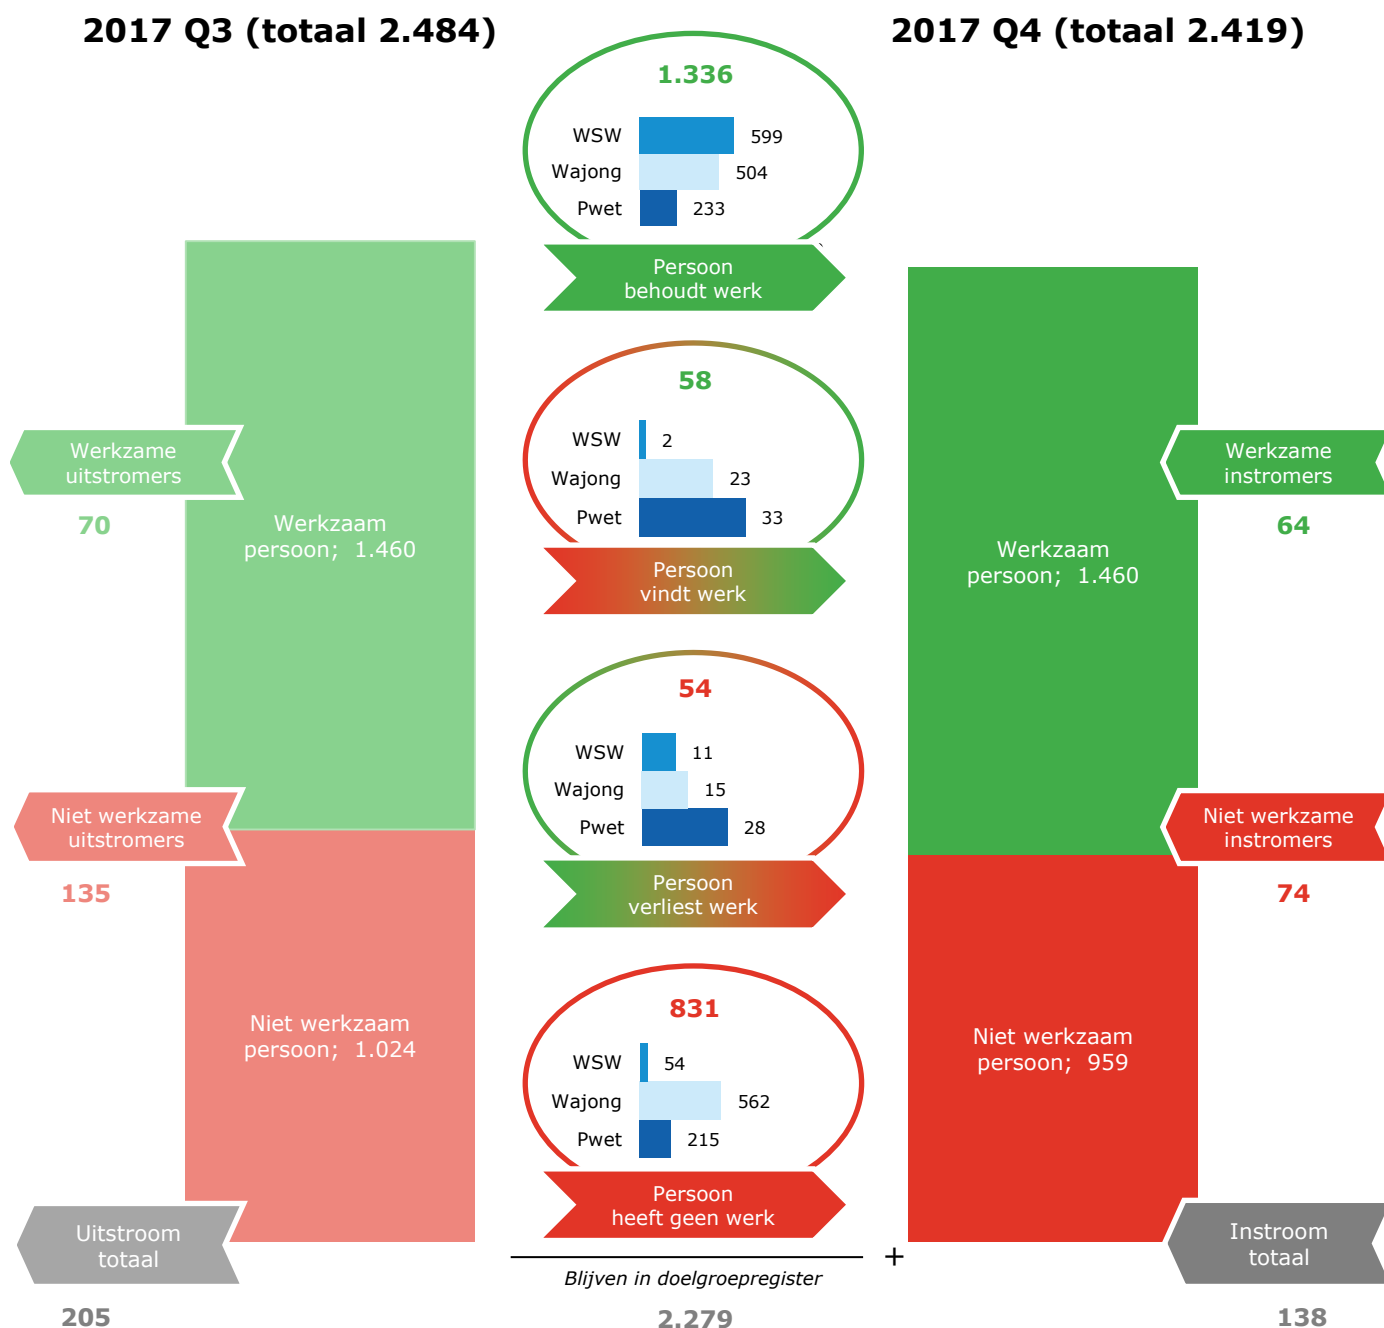 2017 Q3 (totaal 2.484)
2017 Q4 (totaal 2.419)
1.336
WSW 599
Wajong 504
Pwet 233
Persoon
behoudt werk
58
WSW 2
Wajong 23
Pwet 33
Persoon
vindt werk
54
WSW 11
Wajong 15
Pwet 28
Persoon
verliest werk
831
WSW 54
Wajong 562
Pwet 215
Persoon
heeft geen werk
Werkzame
uitstromers
70
Werkzaam
persoon; 1.460
Niet werkzame
uitstromers
135
Niet werkzaam
persoon; 1.024
Uitstroom
totaal
205
Werkzaam
persoon; 1.460
Werkzame
instromers
64
Niet werkzame
instromers
74
Niet werkzaam
persoon; 959
Instroom
totaal
138
+
Blijven in doelgroepregister
2.279